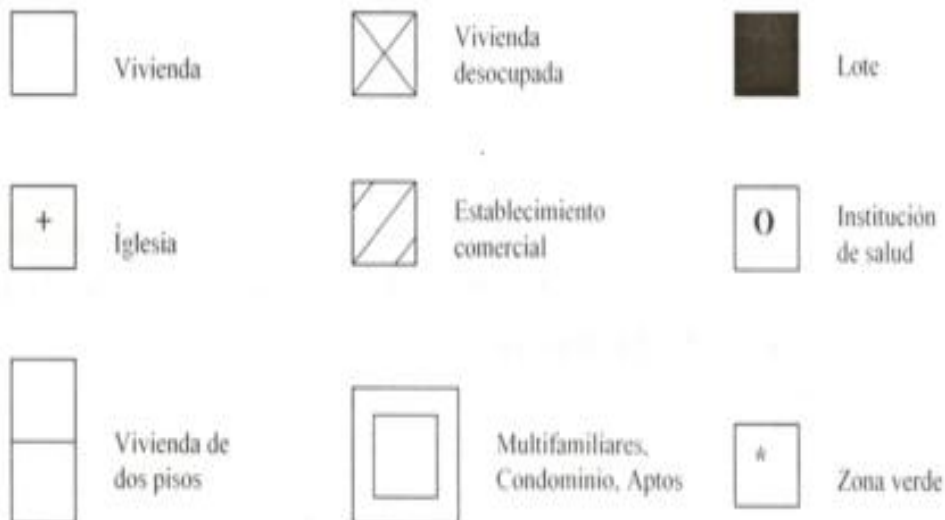 Vivienda
Vivienda
desocupada
Lote
+
Iglesia
Establecimiento
comercial
O
Institución
de salud
Vivienda de
dos pisos
Multifamiliares,
Condominio, Aptos
*
Zona verde